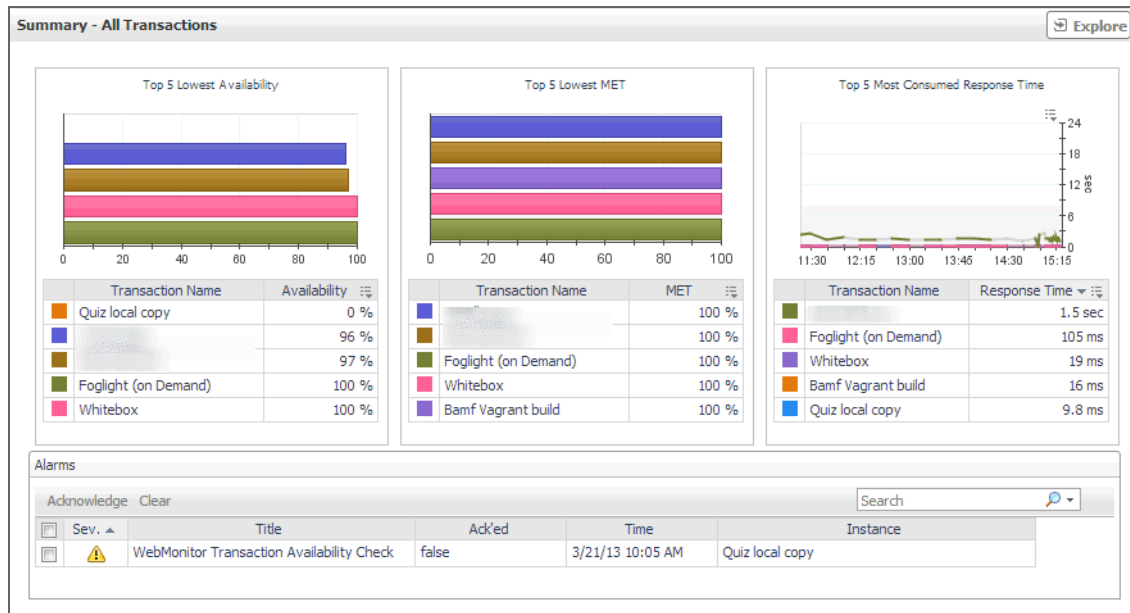 Summary - All Transactions
Explore
Top 5 Lowest Availability
0 20 40 60 80 100
Transaction Name Availability
Quiz local copy 0 %
96 %
97 %
Foglight (on Demand) 100 %
Whitebox 100 %
Top 5 Lowest MET
0 20 40 60 80 100
Transaction Name MET
100 %
100 %
Foglight (on Demand) 100 %
Whitebox 100 %
Bamf Vagrant build 100 %
Top 5 Most Consumed Response Time
24
18
12
6
0
sec
11:30 12:15 13:00 13:45 14:30 15:15
Transaction Name Response Time
1.5 sec
Foglight (on Demand) 105 ms
Whitebox 19 ms
Bamf Vagrant build 16 ms
Quiz local copy 9.8 ms
Alarms
Acknowledge Clear
Search
Sev. Title Ack'ed Time Instance
WebMonitor Transaction Availability Check false 3/21/13 10:05 AM Quiz local copy